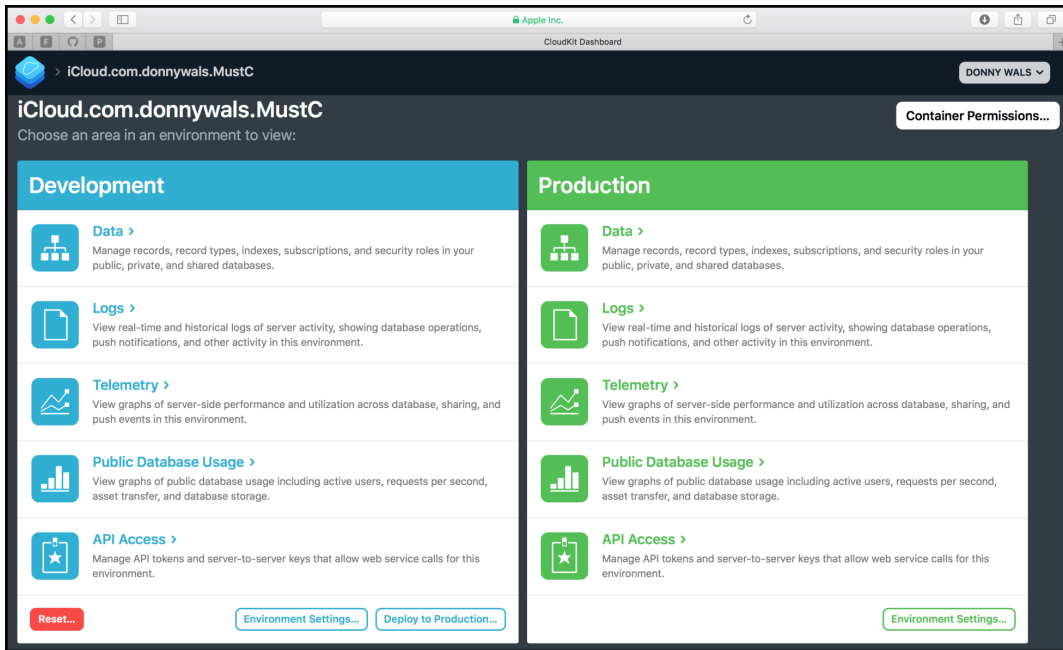 Apple Inc.
A F P
CloudKit Dashboard
> iCloud.com.donnywals.MustC
DONNY WALS
iCloud.com.donnywals.MustC
Container Permissions...
Choose an area in an environment to view:
Development
Data >
Manage records, record types, indexes, subscriptions, and security roles in your
public, private, and shared databases.
Logs >
View real-time and historical logs of server activity, showing database operations,
push notifications, and other activity in this environment.
Telemetry >
View graphs of server-side performance and utilization across database, sharing, and
push events in this environment.
Public Database Usage >
View graphs of public database usage including active users, requests per second,
asset transfer, and database storage.
API Access >
Manage API tokens and server-to-server keys that allow web service calls for this
environment.
Reset...
Environment Settings...
Deploy to Production...
Production
Data >
Manage records, record types, indexes, subscriptions, and security roles in your
public, private, and shared databases.
Logs >
View real-time and historical logs of server activity, showing database operations,
push notifications, and other activity in this environment.
Telemetry >
View graphs of server-side performance and utilization across database, sharing, and
push events in this environment.
Public Database Usage >
View graphs of public database usage including active users, requests per second,
asset transfer, and database storage.
API Access >
Manage API tokens and server-to-server keys that allow web service calls for this
environment.
Environment Settings...